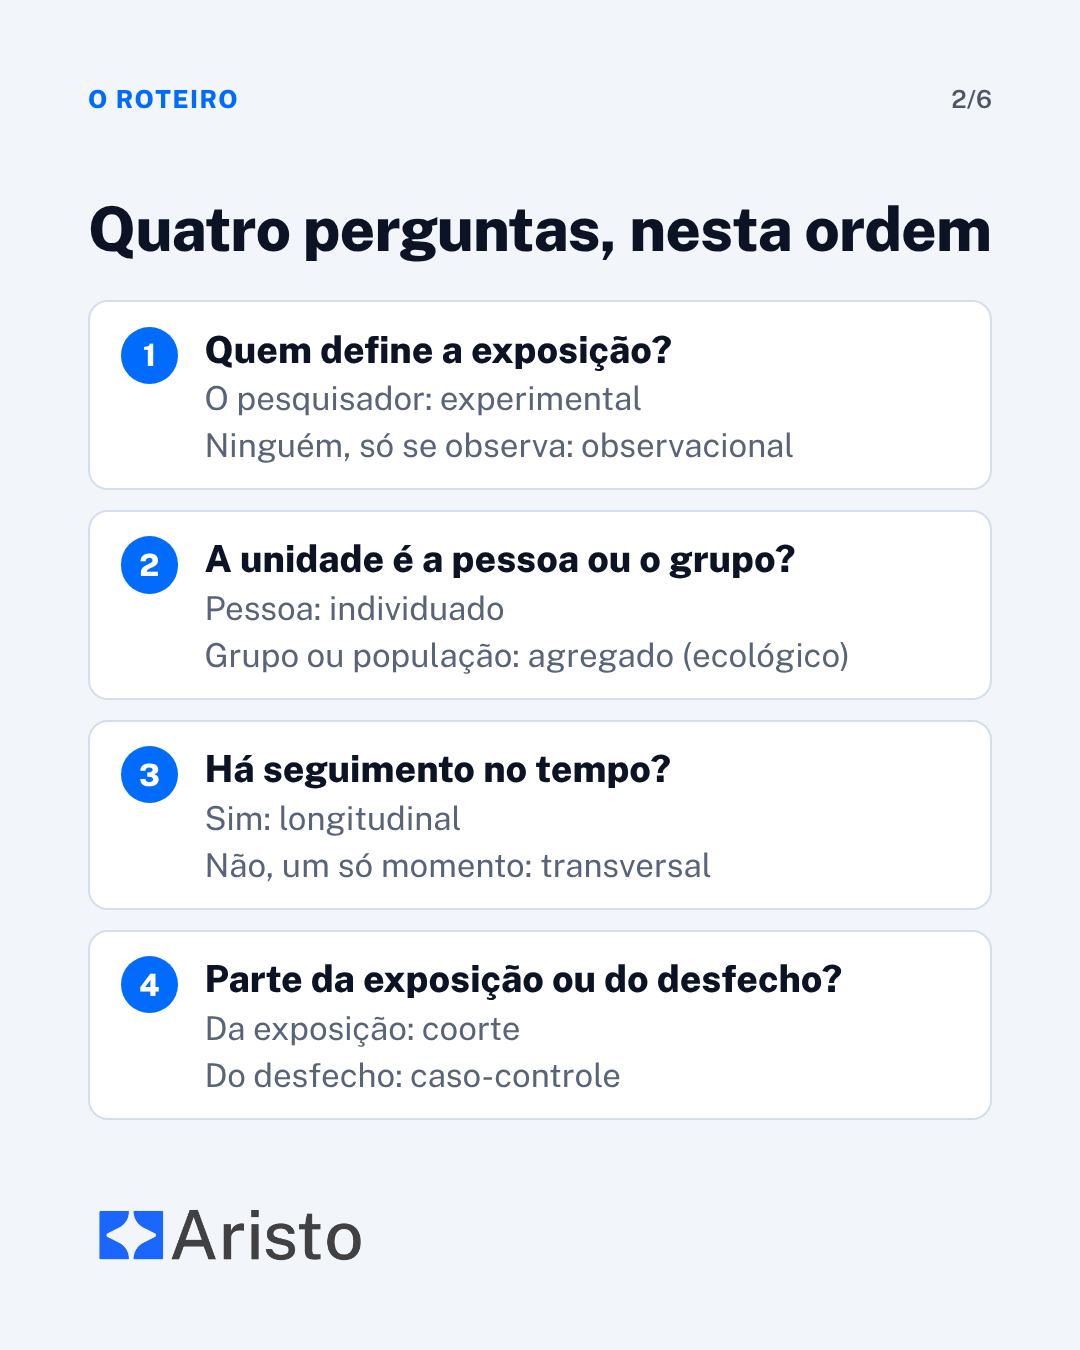 O ROTEIRO
2/6
Quatro perguntas, nesta ordem
1
Quem define a exposição?
O pesquisador: experimental
Ninguém, só se observa: observacional
2
A unidade é a pessoa ou o grupo?
Pessoa: individuado
Grupo ou população: agregado (ecológico)
3
Há seguimento no tempo?
Sim: longitudinal
Não, um só momento: transversal
4
Parte da exposição ou do desfecho?
Da exposição: coorte
Do desfecho: caso-controle
Aristo